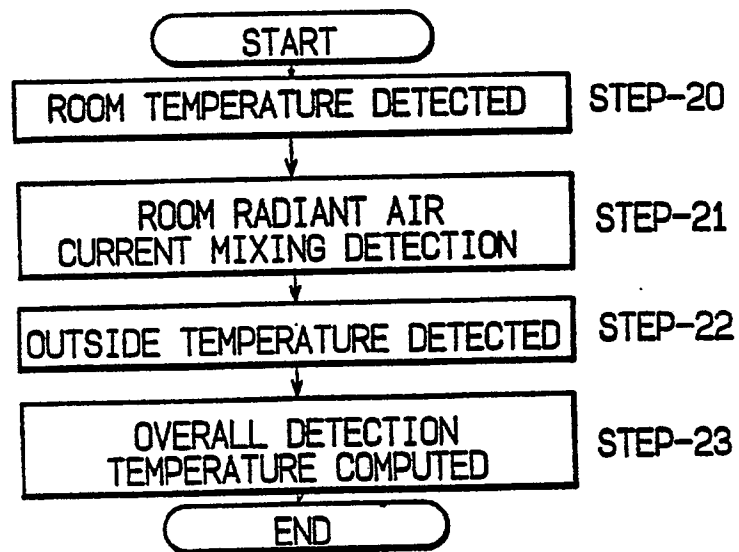 START
ROOM TEMPERATURE DETECTED STEP-20
ROOM RADIANT AIR
CURRENT MIXING DETECTION STEP-21
OUTSIDE TEMPERATURE DETECTED STEP-22
OVERALL DETECTION
TEMPERATURE COMPUTED STEP-23
END